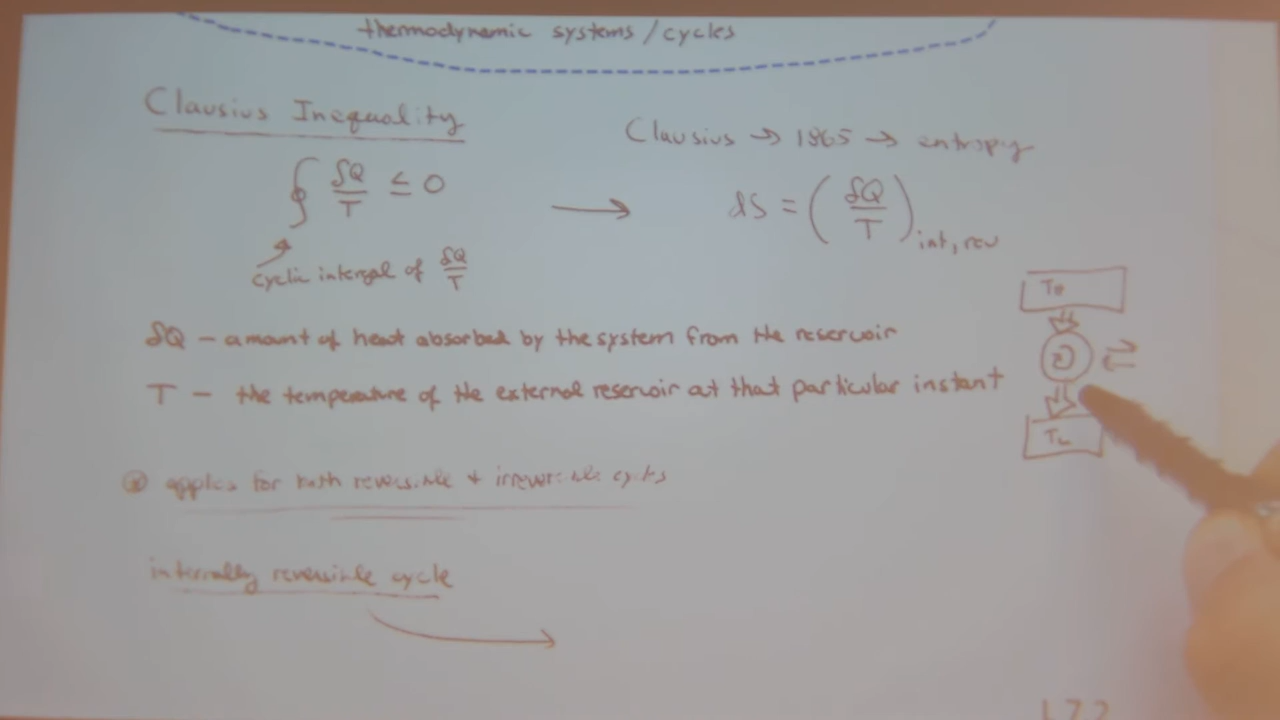 thermodynamic systems/cycles
Clausius Inequality
Clausius → 1865 → entropy
∮ δQ/T ≤ 0 → dS = (δQ/T) int, rev
cyclic integral of δQ/T
δQ – amount of heat absorbed by the system from the reservoir
T – the temperature of the external reservoir at that particular instant
TH
TL
applies for both reversible + irreversible cycles
internally reversible cycle